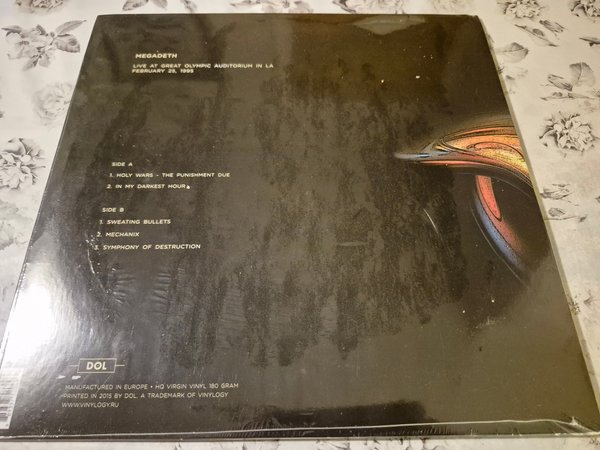 MEGADETH
LIVE AT GREAT OLYMPIC AUDITORIUM IN LA
FEBRUARY 25, 1995
SIDE A
1. HOLY WARS - THE PUNISHMENT DUE
2. IN MY DARKEST HOUR
SIDE B
1. SWEATING BULLETS
2. MECHANIX
3. SYMPHONY OF DESTRUCTION
DOL
MANUFACTURED IN EUROPE • HQ VIRGIN VINYL 180 GRAM
PRINTED IN 2015 BY DOL, A TRADEMARK OF VINYLOGY
WWW.VINYLOGY.RU